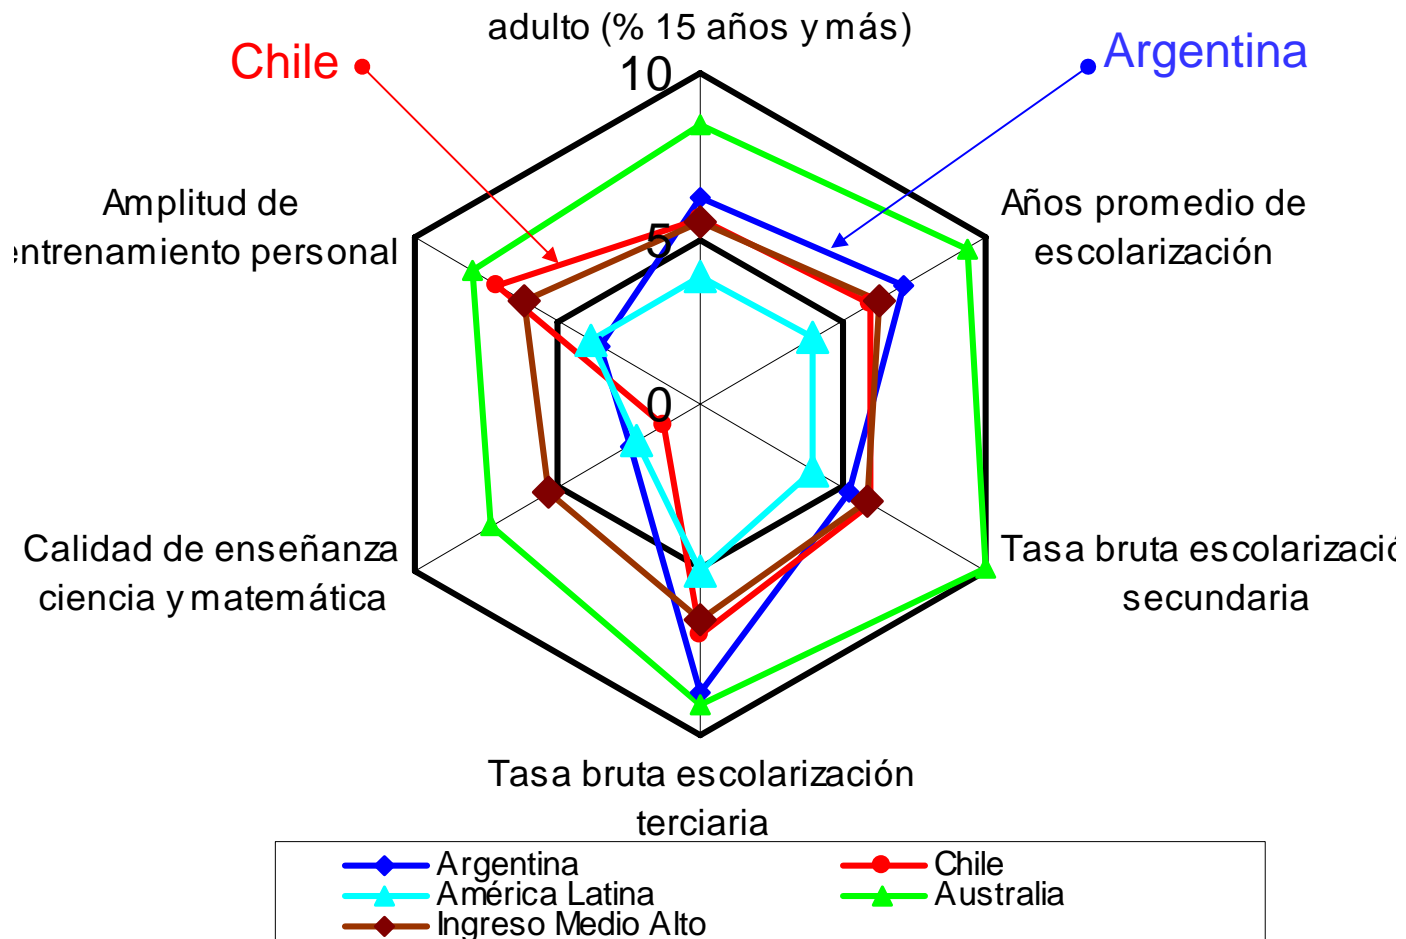 adulto (% 15 años y más)
Chile
Argentina
10
Amplitud de
entrenamiento personal
Años promedio de
escolarización
5
0
Calidad de enseñanza
ciencia y matemática
Tasa bruta escolarizació
secundaria
Tasa bruta escolarización
terciaria
Argentina
Chile
América Latina
Australia
Ingreso Medio Alto